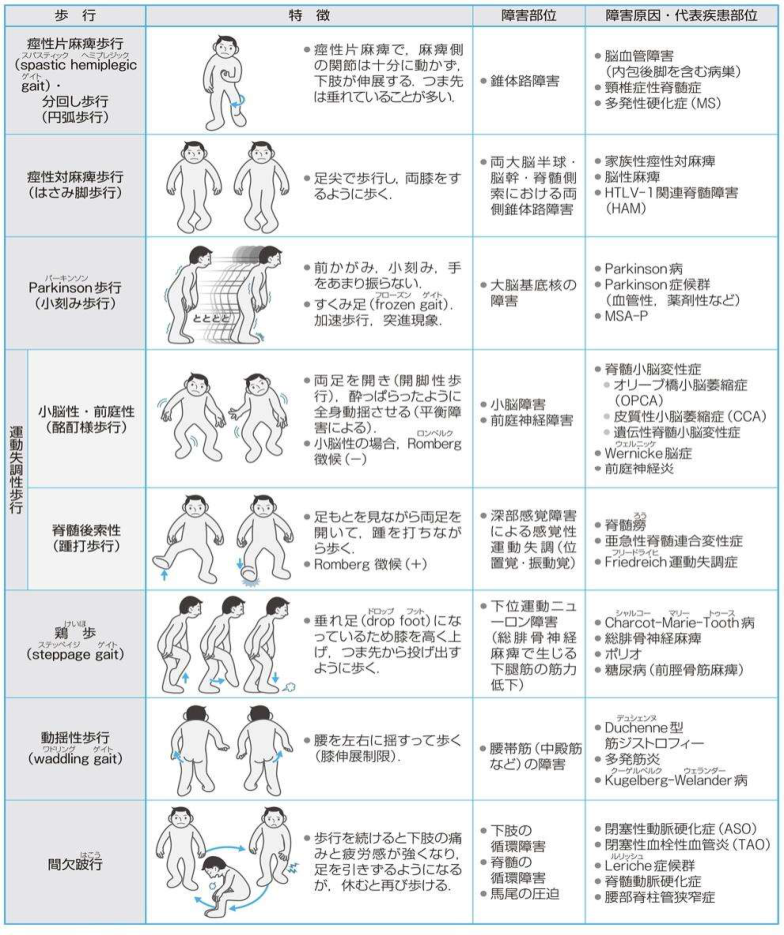 歩 行
特 徴
障害部位
障害原因・代表疾患部位
痙性片麻痺歩行
スパスティック ヘミプレジック
(spastic hemiplegic
ゲイト
gait)・
分回し歩行
(円弧歩行)
● 痙性片麻痺で，麻痺側
の関節は十分に動かず，
下肢が伸展する．つま先
は垂れていることが多い．
● 錐体路障害
● 脳血管障害
(内包後脚を含む病巣)
● 頸椎症性脊髄症
● 多発性硬化症(MS)
痙性対麻痺歩行
(はさみ脚歩行)
● 足尖で歩行し，両膝をす
るように歩く．
● 両大脳半球・
脳幹・脊髄側
索における両
側錐体路障害
● 家族性痙性対麻痺
● 脳性麻痺
● HTLV-1関連脊髄障害
(HAM)
パーキンソン
Parkinson歩行
(小刻み歩行)
とととと
● 前かがみ，小刻み，手
をあまり振らない．
フローズン ゲイト
● すくみ足(frozen gait)．
加速歩行，突進現象．
● 大脳基底核の
障害
● Parkinson病
● Parkinson症候群
(血管性，薬剤性など)
● MSA-P
運動失調性歩行
小脳性・前庭性
(酩酊様歩行)
● 両足を開き(開脚性歩
行)，酔っぱらったように
全身動揺させる(平衡障
害による)．
ロンベルク
● 小脳性の場合，Romberg
徴候(−)
● 小脳障害
● 前庭神経障害
● 脊髄小脳変性症
● オリーブ橋小脳萎縮症
(OPCA)
● 皮質性小脳萎縮症(CCA)
● 遺伝性脊髄小脳変性症
ウェルニッケ
● Wernicke脳症
● 前庭神経炎
脊髄後索性
(踵打歩行)
● 足もとを見ながら両足を
開いて，踵を打ちなが
ら歩く．
● Romberg 徴候(+)
● 深部感覚障害
による感覚性
運動失調(位
置覚・振動覚)
ろう
● 脊髄癆
● 亜急性脊髄連合変性症
フリードライヒ
● Friedreich運動失調症
けいほ
鶏 歩
ステッペイジ ゲイト
(steppage gait)
ドロップ フット
● 垂れ足(drop foot)にな
っているため膝を高く上
げ，つま先から投げ出す
ように歩く．
● 下位運動ニュ
ーロン障害
(総腓骨神経
麻痺で生じる
下腿筋の筋力
低下)
シャルコー マリー トゥース
● Charcot-Marie-Tooth病
● 総腓骨神経麻痺
● ポリオ
● 糖尿病(前脛骨筋麻痺)
動揺性歩行
ワドリング ゲイト
(waddling gait)
● 腰を左右に揺すって歩く
(膝伸展制限)．
● 腰帯筋(中殿筋
など)の障害
デュシェンヌ
● Duchenne型
筋ジストロフィー
● 多発筋炎
クーゲルベルク ウェランダー
● Kugelberg-Welander病
はこう
間欠跛行
● 歩行を続けると下肢の痛
みと疲労感が強くなり，
足を引きずるようになる
が，休むと再び歩ける．
● 下肢の
循環障害
● 脊髄の
循環障害
● 馬尾の圧迫
● 閉塞性動脈硬化症(ASO)
● 閉塞性血栓性血管炎(TAO)
ルリッシュ
● Leriche症候群
● 脊髄動脈硬化症
● 腰部脊柱管狭窄症